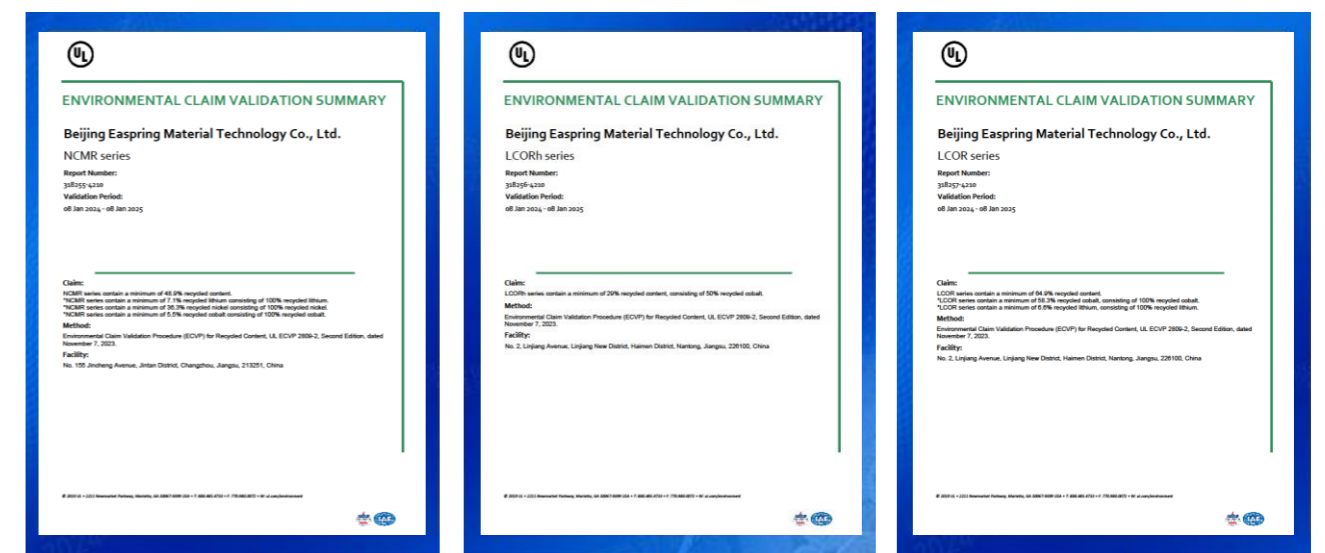 UL
ENVIRONMENTAL CLAIM VALIDATION SUMMARY
Beijing Easpring Material Technology Co., Ltd.
NCMR series
Report Number:
318255-4210
Validation Period:
08 Jan 2024 - 08 Jan 2025
Claim:
NCMR series contain a minimum of 48.9% recycled content.
*NCMR series contain a minimum of 7.1% recycled lithium consisting of 100% recycled lithium.
*NCMR series contain a minimum of 36.3% recycled nickel consisting of 100% recycled nickel.
*NCMR series contain a minimum of 5.5% recycled cobalt consisting of 100% recycled cobalt.
Method:
Environmental Claim Validation Procedure (ECVP) for Recycled Content, UL ECVP 2809-2, Second Edition, dated
November 7, 2023.
Facility:
No. 155 Jincheng Avenue, Jintan District, Changzhou, Jiangsu, 213251, China
UL
ENVIRONMENTAL CLAIM VALIDATION SUMMARY
Beijing Easpring Material Technology Co., Ltd.
LCORh series
Report Number:
318256-4210
Validation Period:
08 Jan 2024 - 08 Jan 2025
Claim:
LCORh series contain a minimum of 29% recycled content, consisting of 50% recycled cobalt.
Method:
Environmental Claim Validation Procedure (ECVP) for Recycled Content, UL ECVP 2809-2, Second Edition, dated
November 7, 2023.
Facility:
No. 2, Linjiang Avenue, Linjiang New District, Haimen District, Nantong, Jiangsu, 226100, China
UL
ENVIRONMENTAL CLAIM VALIDATION SUMMARY
Beijing Easpring Material Technology Co., Ltd.
LCOR series
Report Number:
318257-4210
Validation Period:
08 Jan 2024 - 08 Jan 2025
Claim:
LCOR series contain a minimum of 64.9% recycled content.
*LCOR series contain a minimum of 58.3% recycled cobalt, consisting of 100% recycled cobalt.
*LCOR series contain a minimum of 6.6% recycled lithium, consisting of 100% recycled lithium.
Method:
Environmental Claim Validation Procedure (ECVP) for Recycled Content, UL ECVP 2809-2, Second Edition, dated
November 7, 2023.
Facility:
No. 2, Linjiang Avenue, Linjiang New District, Haimen District, Nantong, Jiangsu, 226100, China